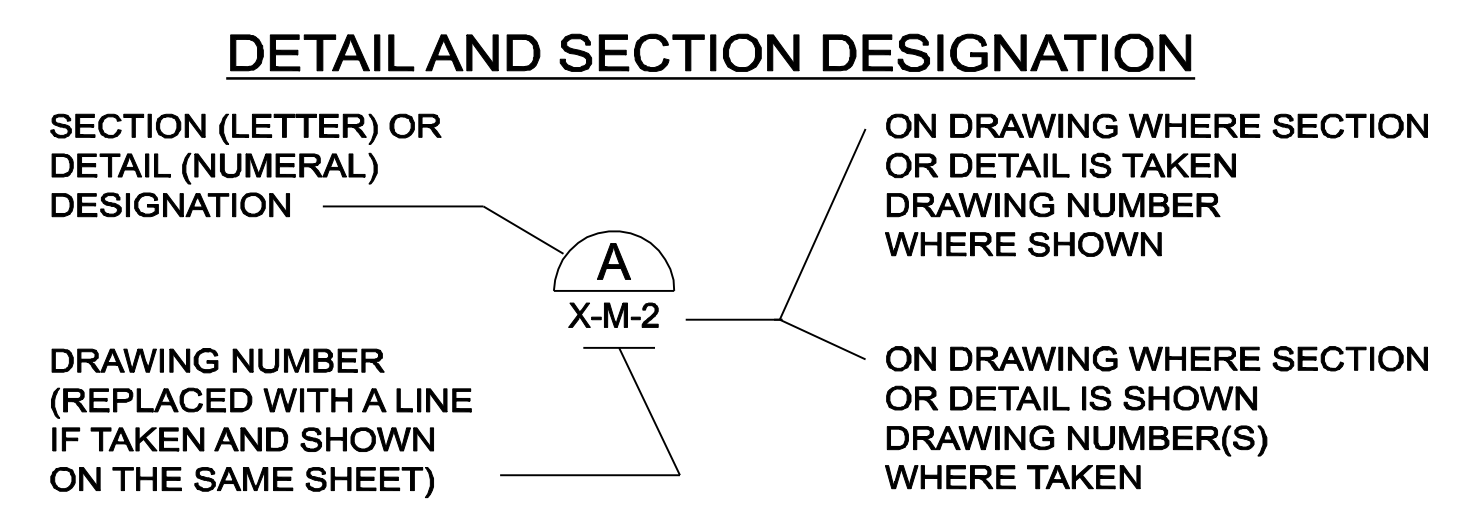 DETAIL AND SECTION DESIGNATION
SECTION (LETTER) OR
DETAIL (NUMERAL)
DESIGNATION
ON DRAWING WHERE SECTION
OR DETAIL IS TAKEN
DRAWING NUMBER
WHERE SHOWN
A
X-M-2
DRAWING NUMBER
(REPLACED WITH A LINE
IF TAKEN AND SHOWN
ON THE SAME SHEET)
ON DRAWING WHERE SECTION
OR DETAIL IS SHOWN
DRAWING NUMBER(S)
WHERE TAKEN